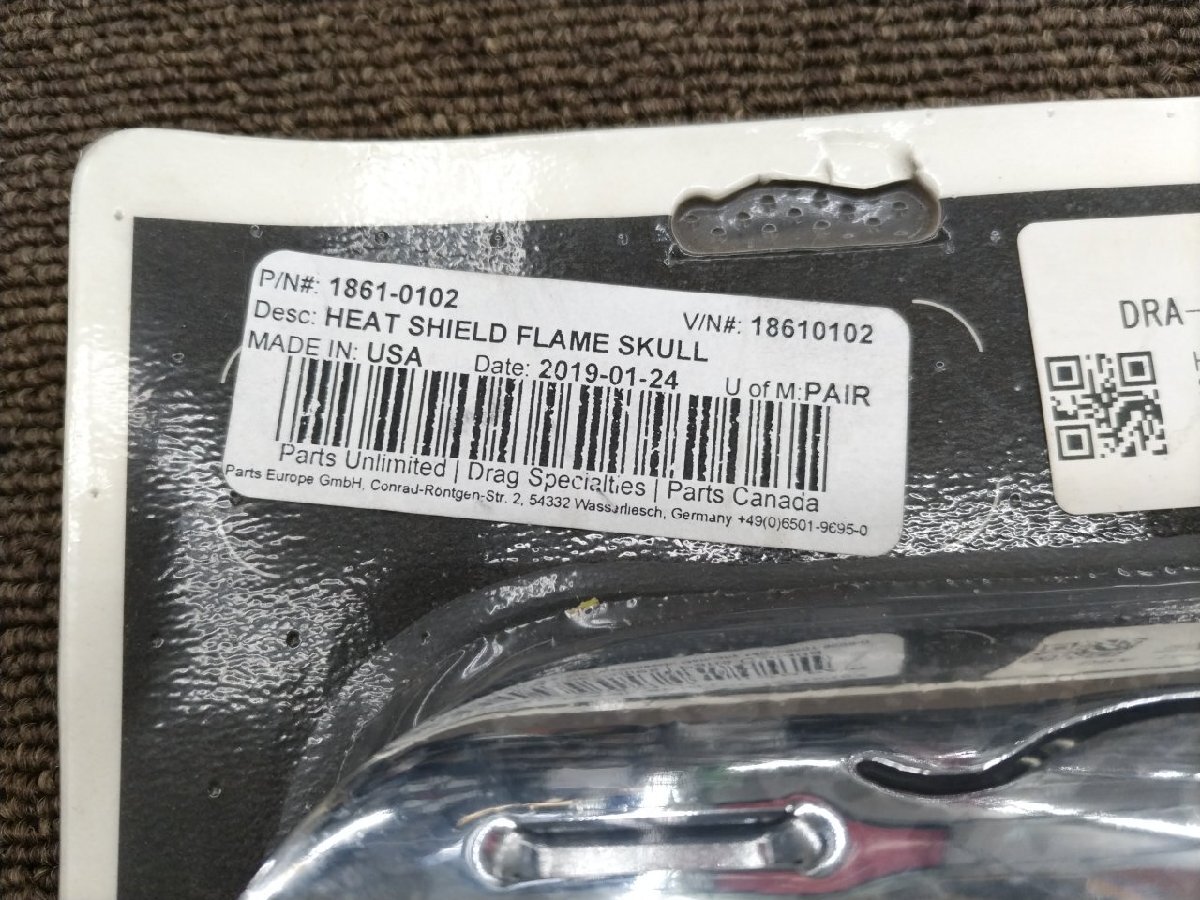 P/N#: 1861-0102
V/N#: 18610102
Desc: HEAT SHIELD FLAME SKULL
MADE IN: USA Date: 2019-01-24 U of M: PAIR
Parts Unlimited | Drag Specialties | Parts Canada
Parts Europe GmbH, Conrad-Röntgen-Str. 2, 54332 Wasserliesch, Germany +49(0)6501-9695-0
DRA-